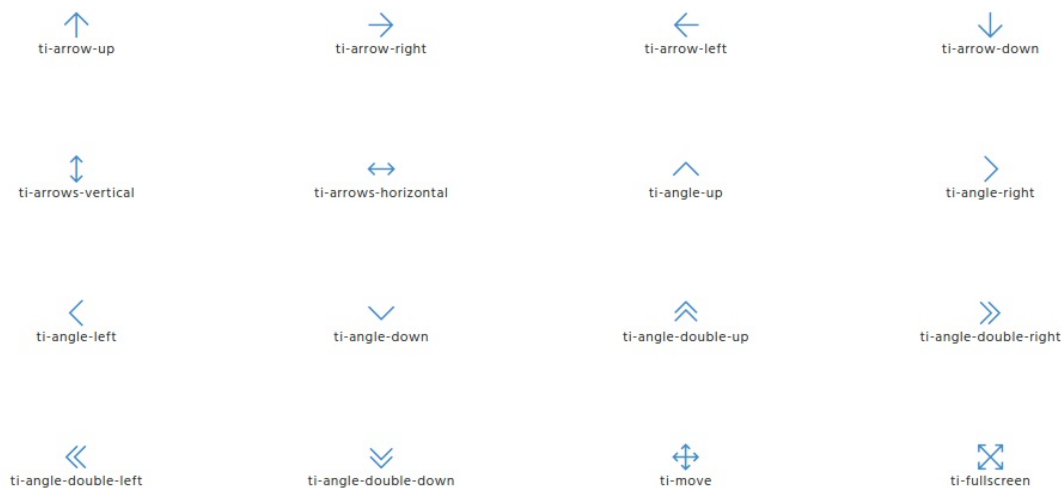 ti-arrow-up
ti-arrow-right
ti-arrow-left
ti-arrow-down
ti-arrows-vertical
ti-arrows-horizontal
ti-angle-up
ti-angle-right
ti-angle-left
ti-angle-down
ti-angle-double-up
ti-angle-double-right
ti-angle-double-left
ti-angle-double-down
ti-move
ti-fullscreen